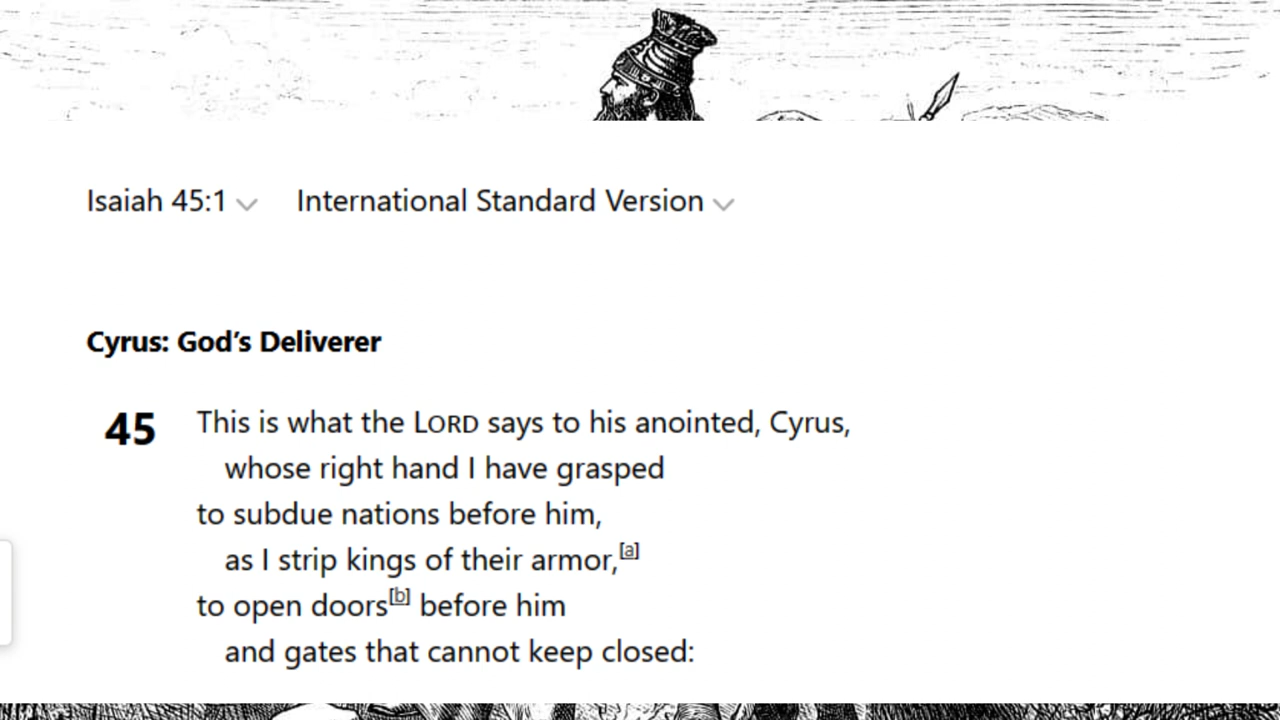 Isaiah 45:1 International Standard Version
Cyrus: God’s Deliverer
45 This is what the LORD says to his anointed, Cyrus,
whose right hand I have grasped
to subdue nations before him,
as I strip kings of their armor,[a]
to open doors[b] before him
and gates that cannot keep closed: